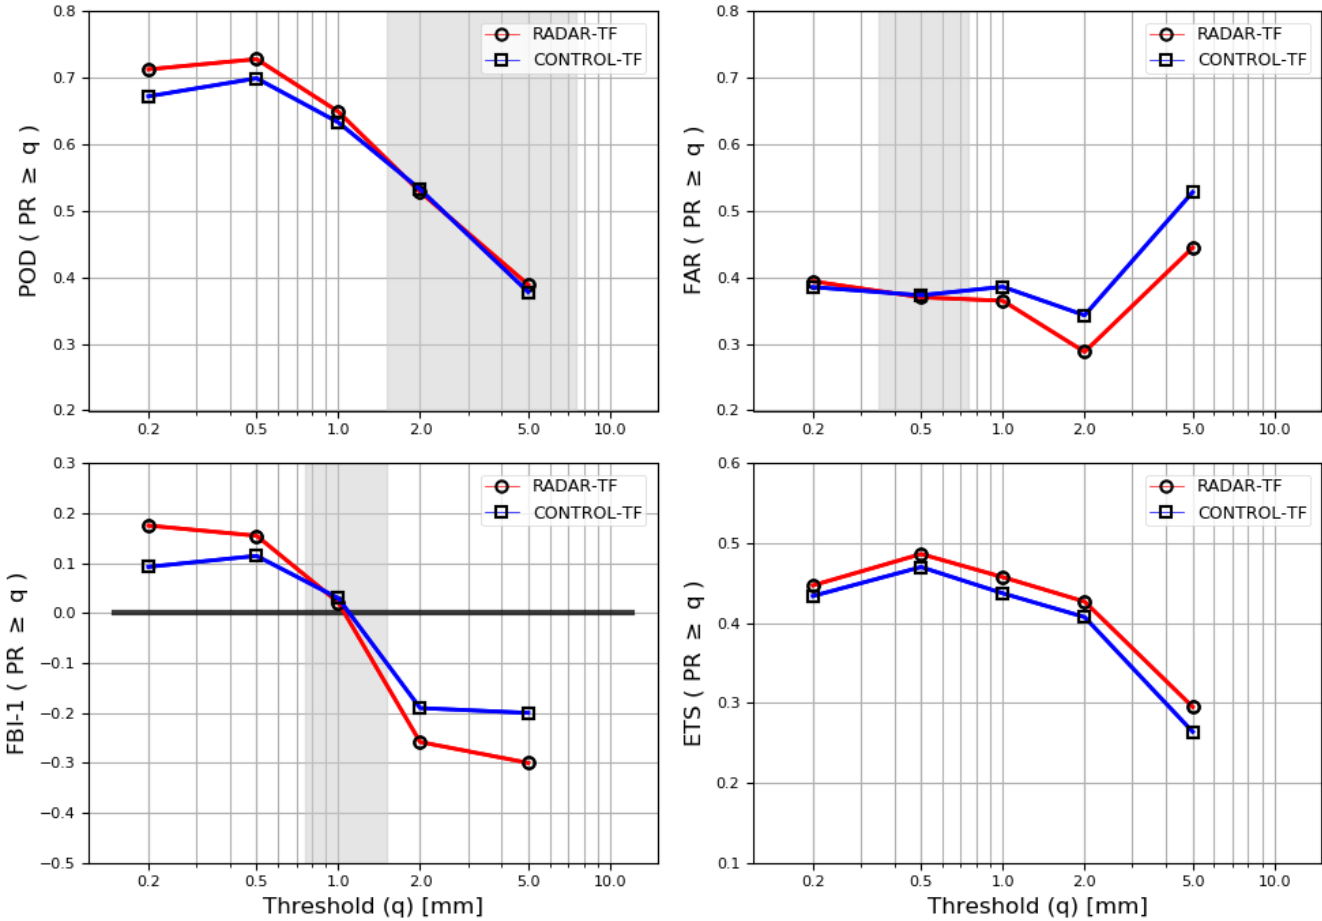 0.8
0.7
0.6
0.5
0.4
0.3
0.2
POD ( PR ≥ q )
RADAR-TF
CONTROL-TF
0.2 0.5 1.0 2.0 5.0 10.0
0.8
0.7
0.6
0.5
0.4
0.3
0.2
FAR ( PR ≥ q )
RADAR-TF
CONTROL-TF
0.2 0.5 1.0 2.0 5.0 10.0
0.3
0.2
0.1
0.0
−0.1
−0.2
−0.3
−0.4
−0.5
FBI-1 ( PR ≥ q )
RADAR-TF
CONTROL-TF
0.2 0.5 1.0 2.0 5.0 10.0
Threshold (q) [mm]
0.6
0.5
0.4
0.3
0.2
0.1
ETS ( PR ≥ q )
RADAR-TF
CONTROL-TF
0.2 0.5 1.0 2.0 5.0 10.0
Threshold (q) [mm]